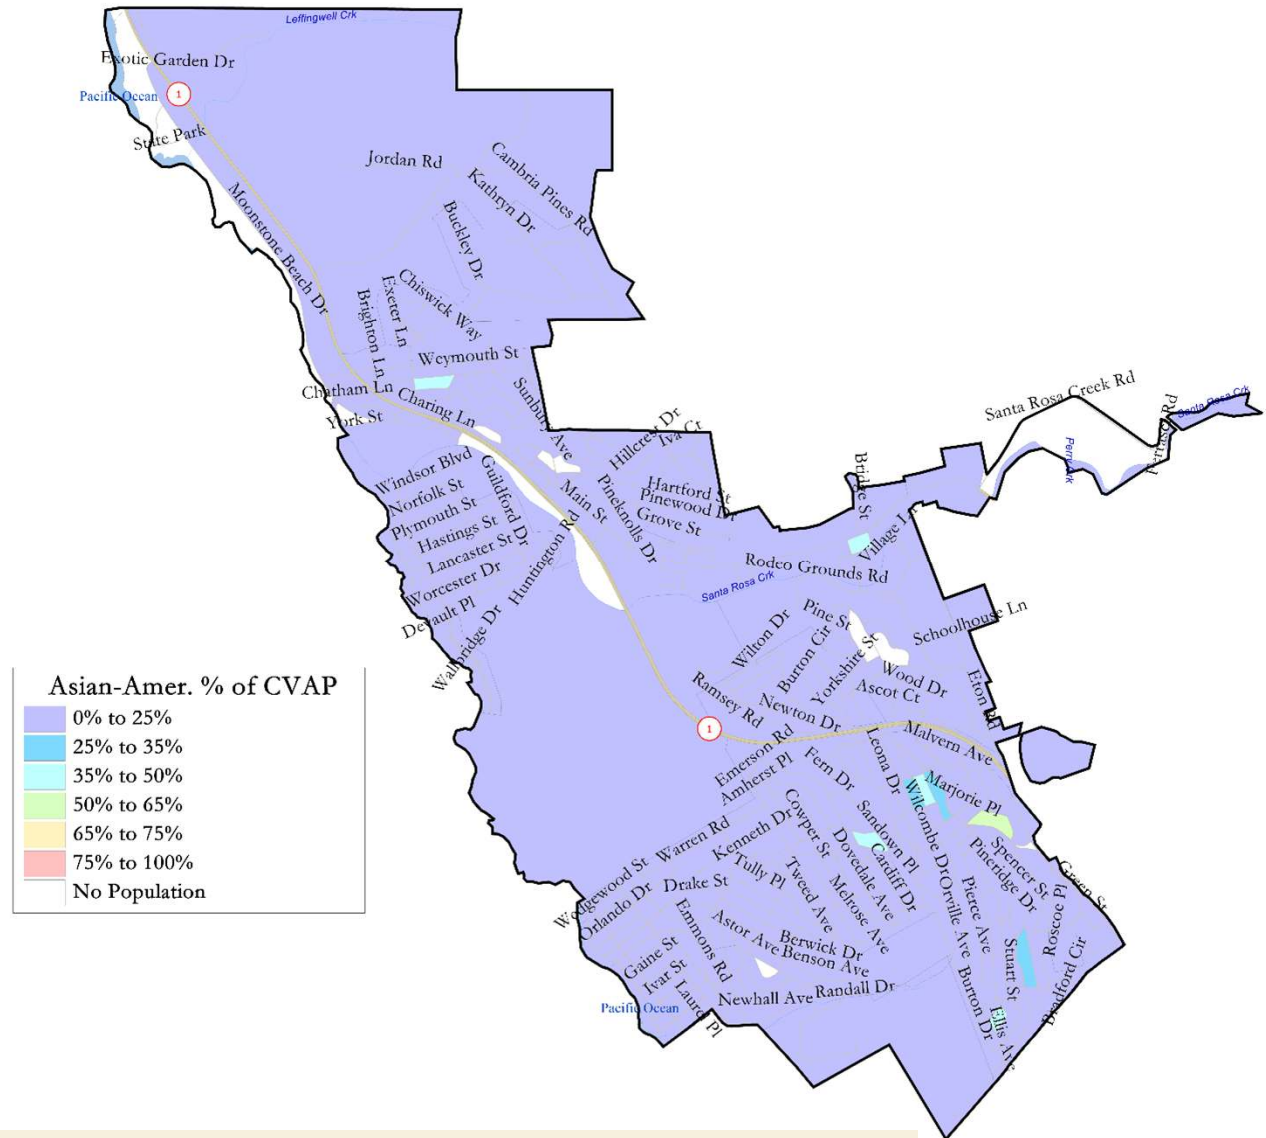 Leffingwell Crk
Exotic Garden Dr
Pacific Ocean
1
State Park
Jordan Rd
Cambria Pines Rd
Kathryn Dr
Moonstone Beach Dr
Buckley Dr
Exeter Ln
Chiswick Way
Brighton Ln
Weymouth St
Chatham Ln
Charing Ln
York St
Sunbury Ave
Santa Rosa Creek Rd
Santa Rosa Crk
Ferrasci Rd
Perry Crk
Hillcrest Dr
Iva Ct
Windsor Blvd
Guildford Dr
Norfolk St
Plymouth St
Hastings St
Lancaster St
Worcester Dr
Devault Pl
Wallbridge Dr
Huntington Rd
Main St
Pineknolls Dr
Hartford St
Pinewood Dr
Grove St
Bridge St
Village Ln
Rodeo Grounds Rd
Santa Rosa Crk
Wilton Dr
Pine St
Burton Cir
Yorkshire St
Schoolhouse Ln
Wood Dr
Ascot Ct
Eton Rd
Ramsey Rd
Newton Dr
1
Malvern Ave
Emerson Rd
Amherst Pl
Leona Dr
Fern Dr
Marjorie Pl
Wilcombe Dr
Cowper St
Sandown Pl
Kenneth Dr
Warren Rd
Dovedale Ave
Cardiff Dr
Spencer St
Pineridge Dr
Green St
Tully Pl
Tweed Ave
Melrose Ave
Wedgewood St
Orlando Dr
Drake St
Orville Ave
Pierce Ave
Roscoe Pl
Emmons Rd
Astor Ave
Berwick Dr
Benson Ave
Stuart St
Bradford Cir
Gaine St
Ivar St
Laurel Pl
Newhall Ave
Randall Dr
Burton Dr
Ellis Ave
Pacific Ocean
Asian-Amer. % of CVAP
0% to 25%
25% to 35%
35% to 50%
50% to 65%
65% to 75%
75% to 100%
No Population